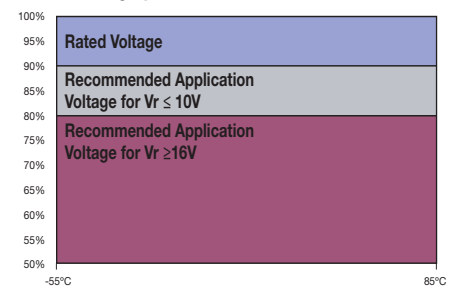 100%
95%
Rated Voltage
90%
Recommended Application
85%
Voltage for Vr ≤ 10V
80%
Recommended Application
75%
Voltage for Vr ≥16V
70%
65%
60%
55%
50%
-55ºC 85ºC